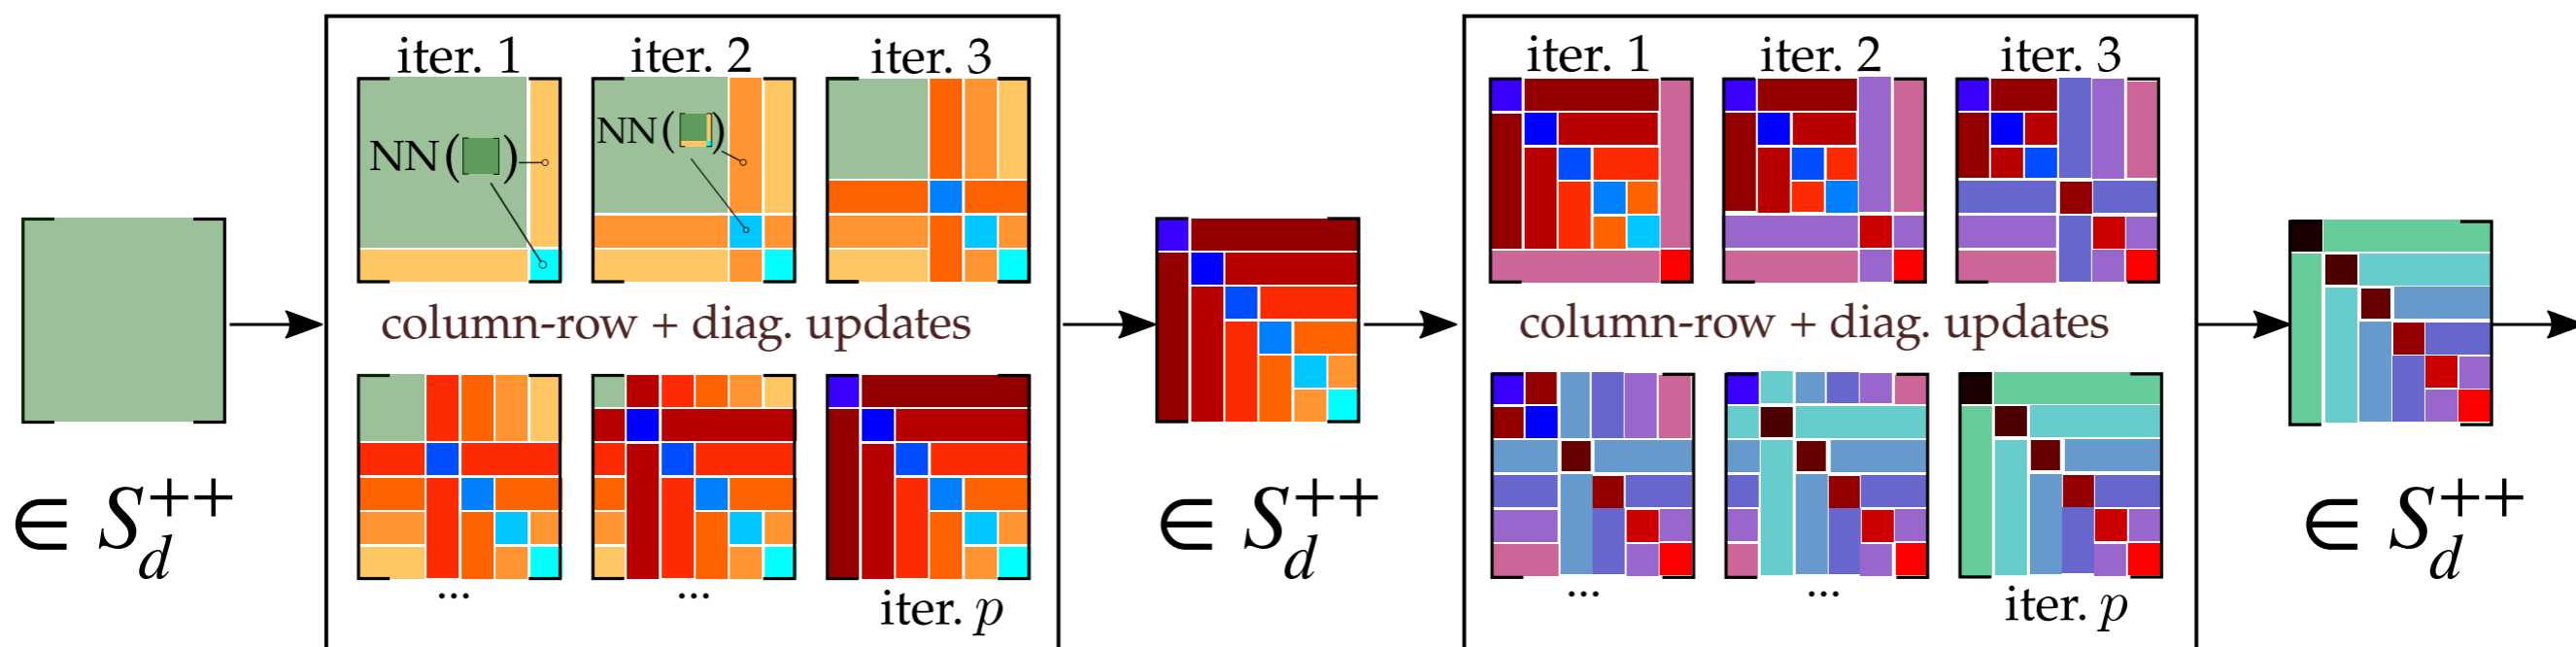 iter. 1 iter. 2 iter. 3
NN( ) NN( )
column-row + diag. updates
... ...
iter. p
iter. 1 iter. 2 iter. 3
column-row + diag. updates
... ...
iter. p
∈ S_d^{++}
∈ S_d^{++}
∈ S_d^{++}